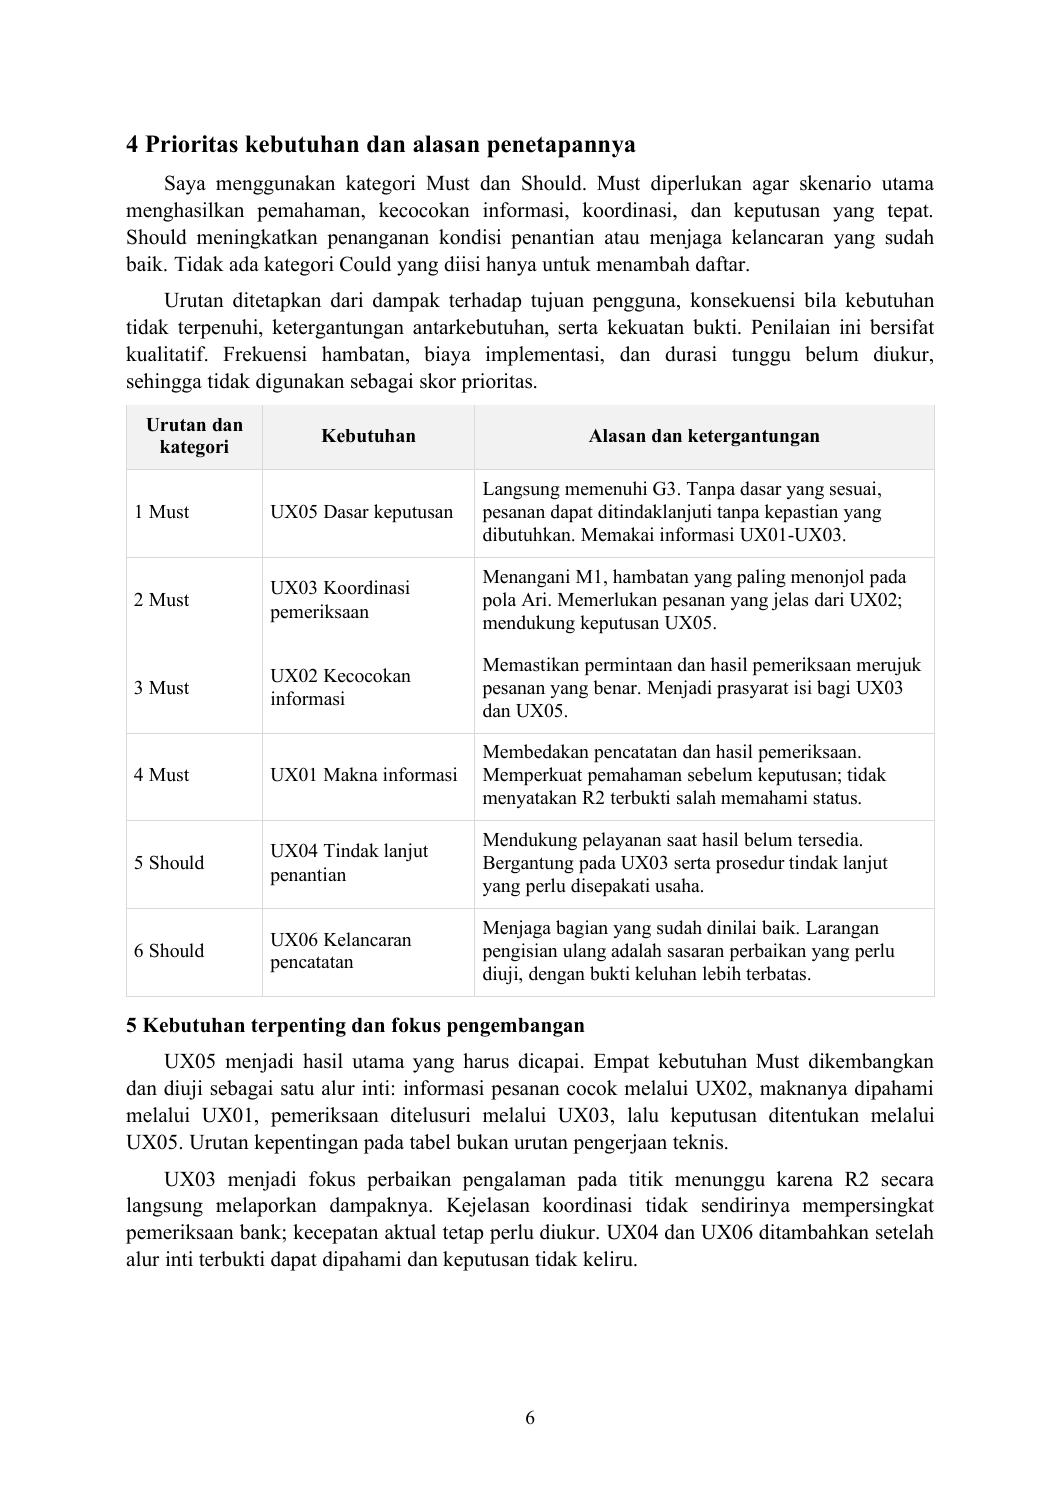 4 Prioritas kebutuhan dan alasan penetapannya
Saya menggunakan kategori Must dan Should. Must diperlukan agar skenario utama
menghasilkan pemahaman, kecocokan informasi, koordinasi, dan keputusan yang tepat.
Should meningkatkan penanganan kondisi penantian atau menjaga kelancaran yang sudah
baik. Tidak ada kategori Could yang diisi hanya untuk menambah daftar.
Urutan ditetapkan dari dampak terhadap tujuan pengguna, konsekuensi bila kebutuhan
tidak terpenuhi, ketergantungan antarkebutuhan, serta kekuatan bukti. Penilaian ini bersifat
kualitatif. Frekuensi hambatan, biaya implementasi, dan durasi tunggu belum diukur,
sehingga tidak digunakan sebagai skor prioritas.
Urutan dan
kategori
Kebutuhan
Alasan dan ketergantungan
1 Must
UX05 Dasar keputusan
Langsung memenuhi G3. Tanpa dasar yang sesuai,
pesanan dapat ditindaklanjuti tanpa kepastian yang
dibutuhkan. Memakai informasi UX01-UX03.
2 Must
UX03 Koordinasi
pemeriksaan
Menangani M1, hambatan yang paling menonjol pada
pola Ari. Memerlukan pesanan yang jelas dari UX02;
mendukung keputusan UX05.
3 Must
UX02 Kecocokan
informasi
Memastikan permintaan dan hasil pemeriksaan merujuk
pesanan yang benar. Menjadi prasyarat isi bagi UX03
dan UX05.
4 Must
UX01 Makna informasi
Membedakan pencatatan dan hasil pemeriksaan.
Memperkuat pemahaman sebelum keputusan; tidak
menyatakan R2 terbukti salah memahami status.
5 Should
UX04 Tindak lanjut
penantian
Mendukung pelayanan saat hasil belum tersedia.
Bergantung pada UX03 serta prosedur tindak lanjut
yang perlu disepakati usaha.
6 Should
UX06 Kelancaran
pencatatan
Menjaga bagian yang sudah dinilai baik. Larangan
pengisian ulang adalah sasaran perbaikan yang perlu
diuji, dengan bukti keluhan lebih terbatas.
5 Kebutuhan terpenting dan fokus pengembangan
UX05 menjadi hasil utama yang harus dicapai. Empat kebutuhan Must dikembangkan
dan diuji sebagai satu alur inti: informasi pesanan cocok melalui UX02, maknanya dipahami
melalui UX01, pemeriksaan ditelusuri melalui UX03, lalu keputusan ditentukan melalui
UX05. Urutan kepentingan pada tabel bukan urutan pengerjaan teknis.
UX03 menjadi fokus perbaikan pengalaman pada titik menunggu karena R2 secara
langsung melaporkan dampaknya. Kejelasan koordinasi tidak sendirinya mempersingkat
pemeriksaan bank; kecepatan aktual tetap perlu diukur. UX04 dan UX06 ditambahkan setelah
alur inti terbukti dapat dipahami dan keputusan tidak keliru.
6